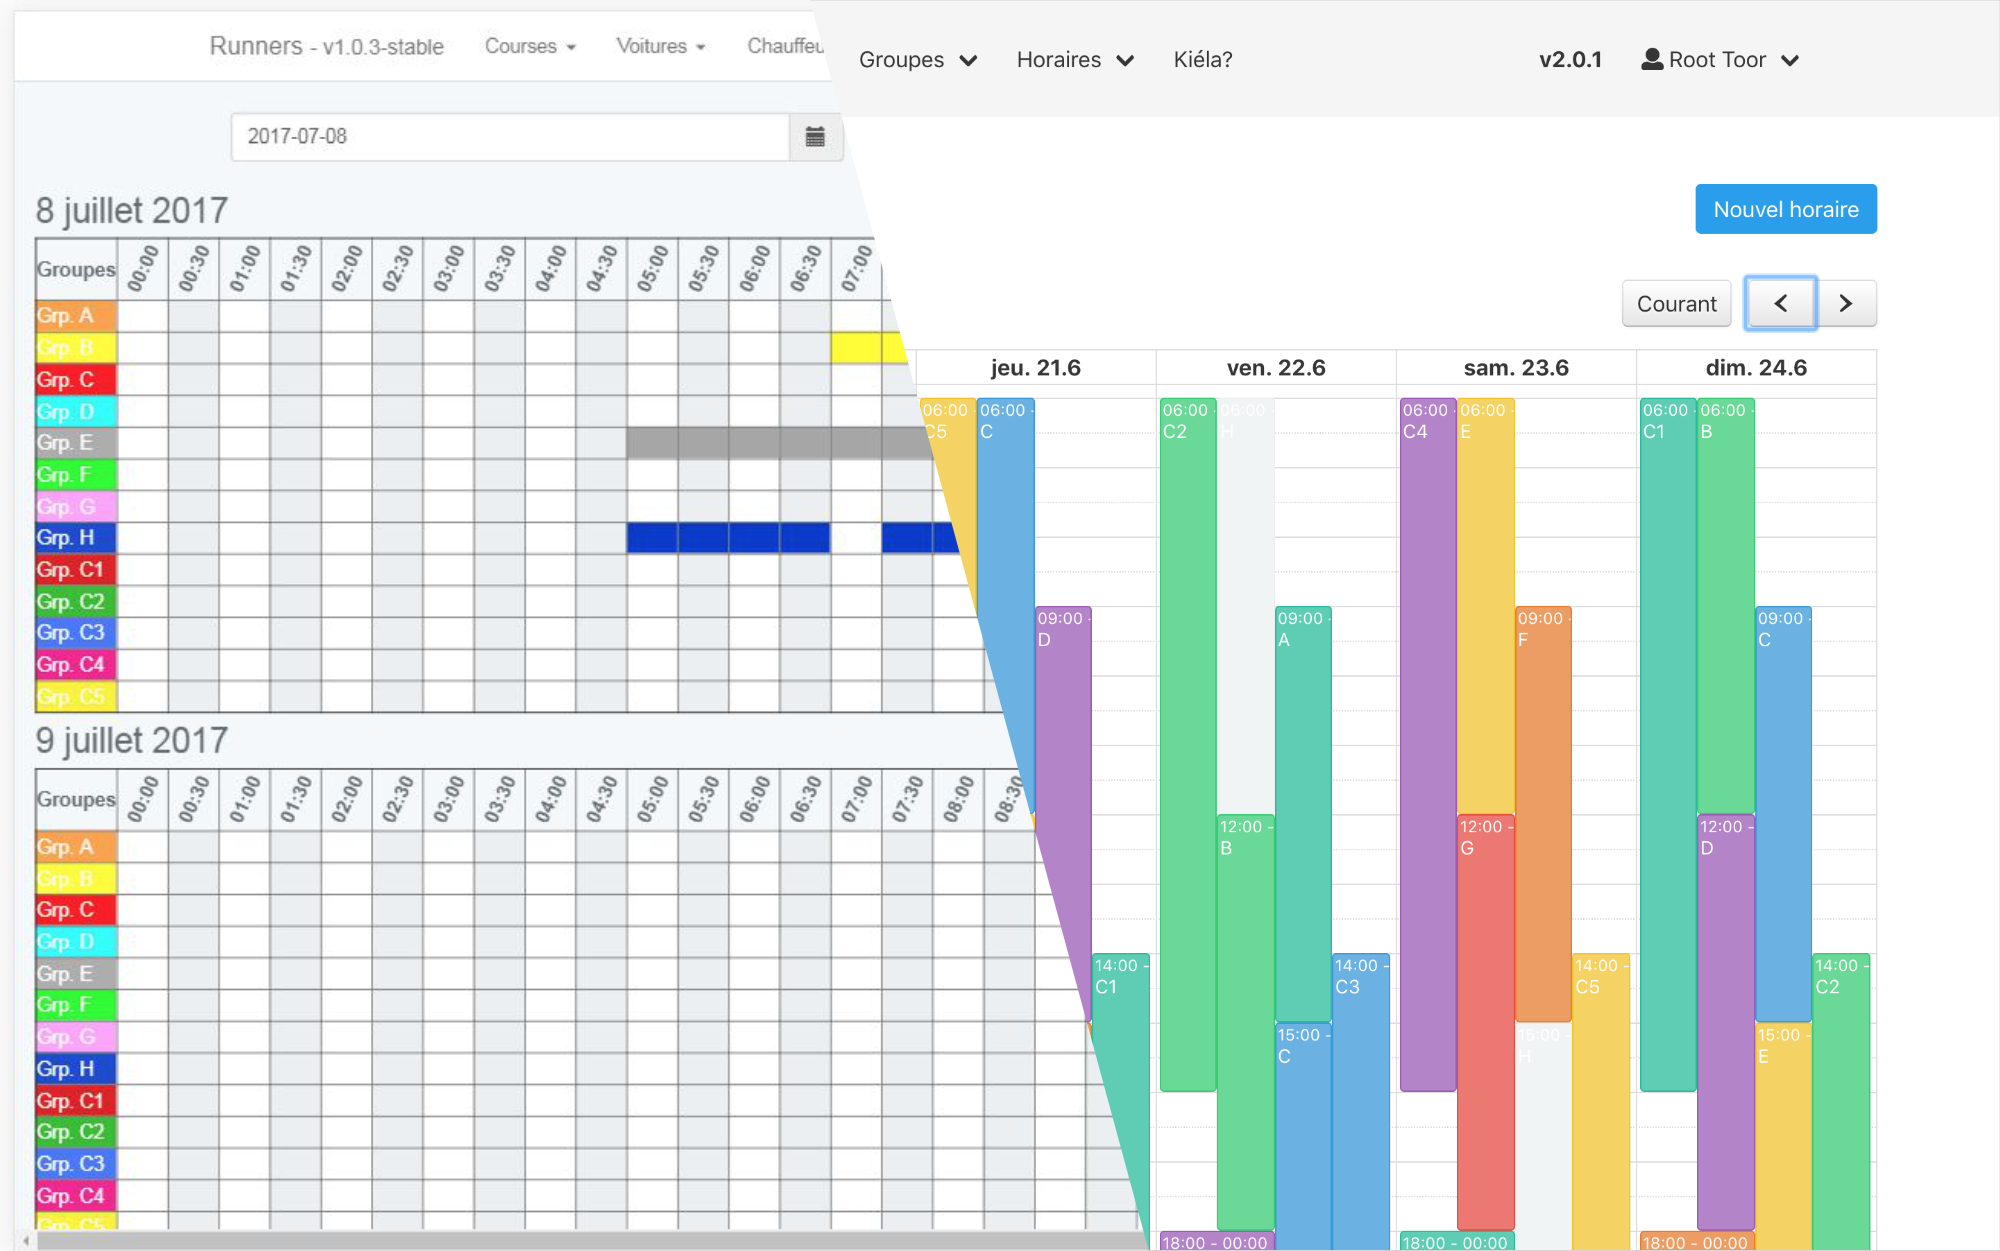 Runners - v1.0.3-stable Courses Voitures Chauffeu
Groupes Horaires Kiéla? v2.0.1 Root Toor
2017-07-08
Nouvel horaire
Courant
8 juillet 2017
Groupes 00:00 00:30 01:00 01:30 02:00 02:30 03:00 03:30 04:00 04:30 05:00 05:30 06:00 06:30 07:00
Grp. A
Grp. B
Grp. C
Grp. D
Grp. E
Grp. F
Grp. G
Grp. H
Grp. C1
Grp. C2
Grp. C3
Grp. C4
Grp. C5
9 juillet 2017
Groupes 00:00 00:30 01:00 01:30 02:00 02:30 03:00 03:30 04:00 04:30 05:00 05:30 06:00 06:30 07:00 07:30 08:00 08:30
Grp. A
Grp. B
Grp. C
Grp. D
Grp. E
Grp. F
Grp. G
Grp. H
Grp. C1
Grp. C2
Grp. C3
Grp. C4
Grp. C5
jeu. 21.6 ven. 22.6 sam. 23.6 dim. 24.6
06:00 - 06:00 - 06:00 - 06:00 - 06:00 - 06:00 - 06:00 - 06:00 -
C5 C C2 H C4 E C1 B
09:00 - 09:00 - 09:00 - 09:00 -
D A F C
12:00 - 12:00 - 12:00 -
B G D
14:00 - 14:00 - 14:00 - 14:00 -
C1 C3 C5 C2
15:00 - 15:00 - 15:00 -
C H E
18:00 - 00:00 18:00 - 00:00 18:00 - 00:00